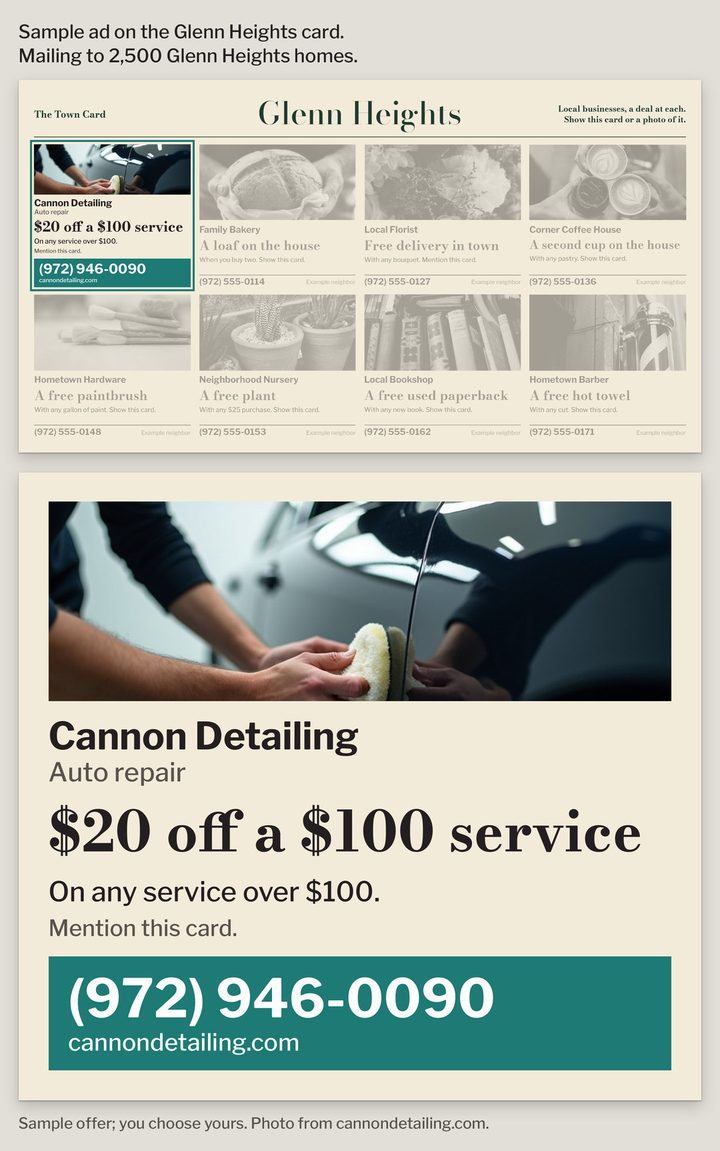 Sample ad on the Glenn Heights card.
Mailing to 2,500 Glenn Heights homes.
The Town Card
Glenn Heights
Local businesses, a deal at each.
Show this card or a photo of it.
Cannon Detailing
Auto repair
$20 off a $100 service
On any service over $100.
Mention this card.
(972) 946-0090
cannondetailing.com
Family Bakery
A loaf on the house
When you buy two. Show this card.
(972) 555-0114
Example neighbor
Local Florist
Free delivery in town
With any bouquet. Mention this card.
(972) 555-0127
Example neighbor
Corner Coffee House
A second cup on the house
With any pastry. Show this card.
(972) 555-0136
Example neighbor
Hometown Hardware
A free paintbrush
With any gallon of paint. Show this card.
(972) 555-0148
Example neighbor
Neighborhood Nursery
A free plant
With any $25 purchase. Show this card.
(972) 555-0153
Example neighbor
Local Bookshop
A free used paperback
With any new book. Show this card.
(972) 555-0162
Example neighbor
Hometown Barber
A free hot towel
With any cut. Show this card.
(972) 555-0171
Example neighbor
Cannon Detailing
Auto repair
$20 off a $100 service
On any service over $100.
Mention this card.
(972) 946-0090
cannondetailing.com
Sample offer; you choose yours. Photo from cannondetailing.com.